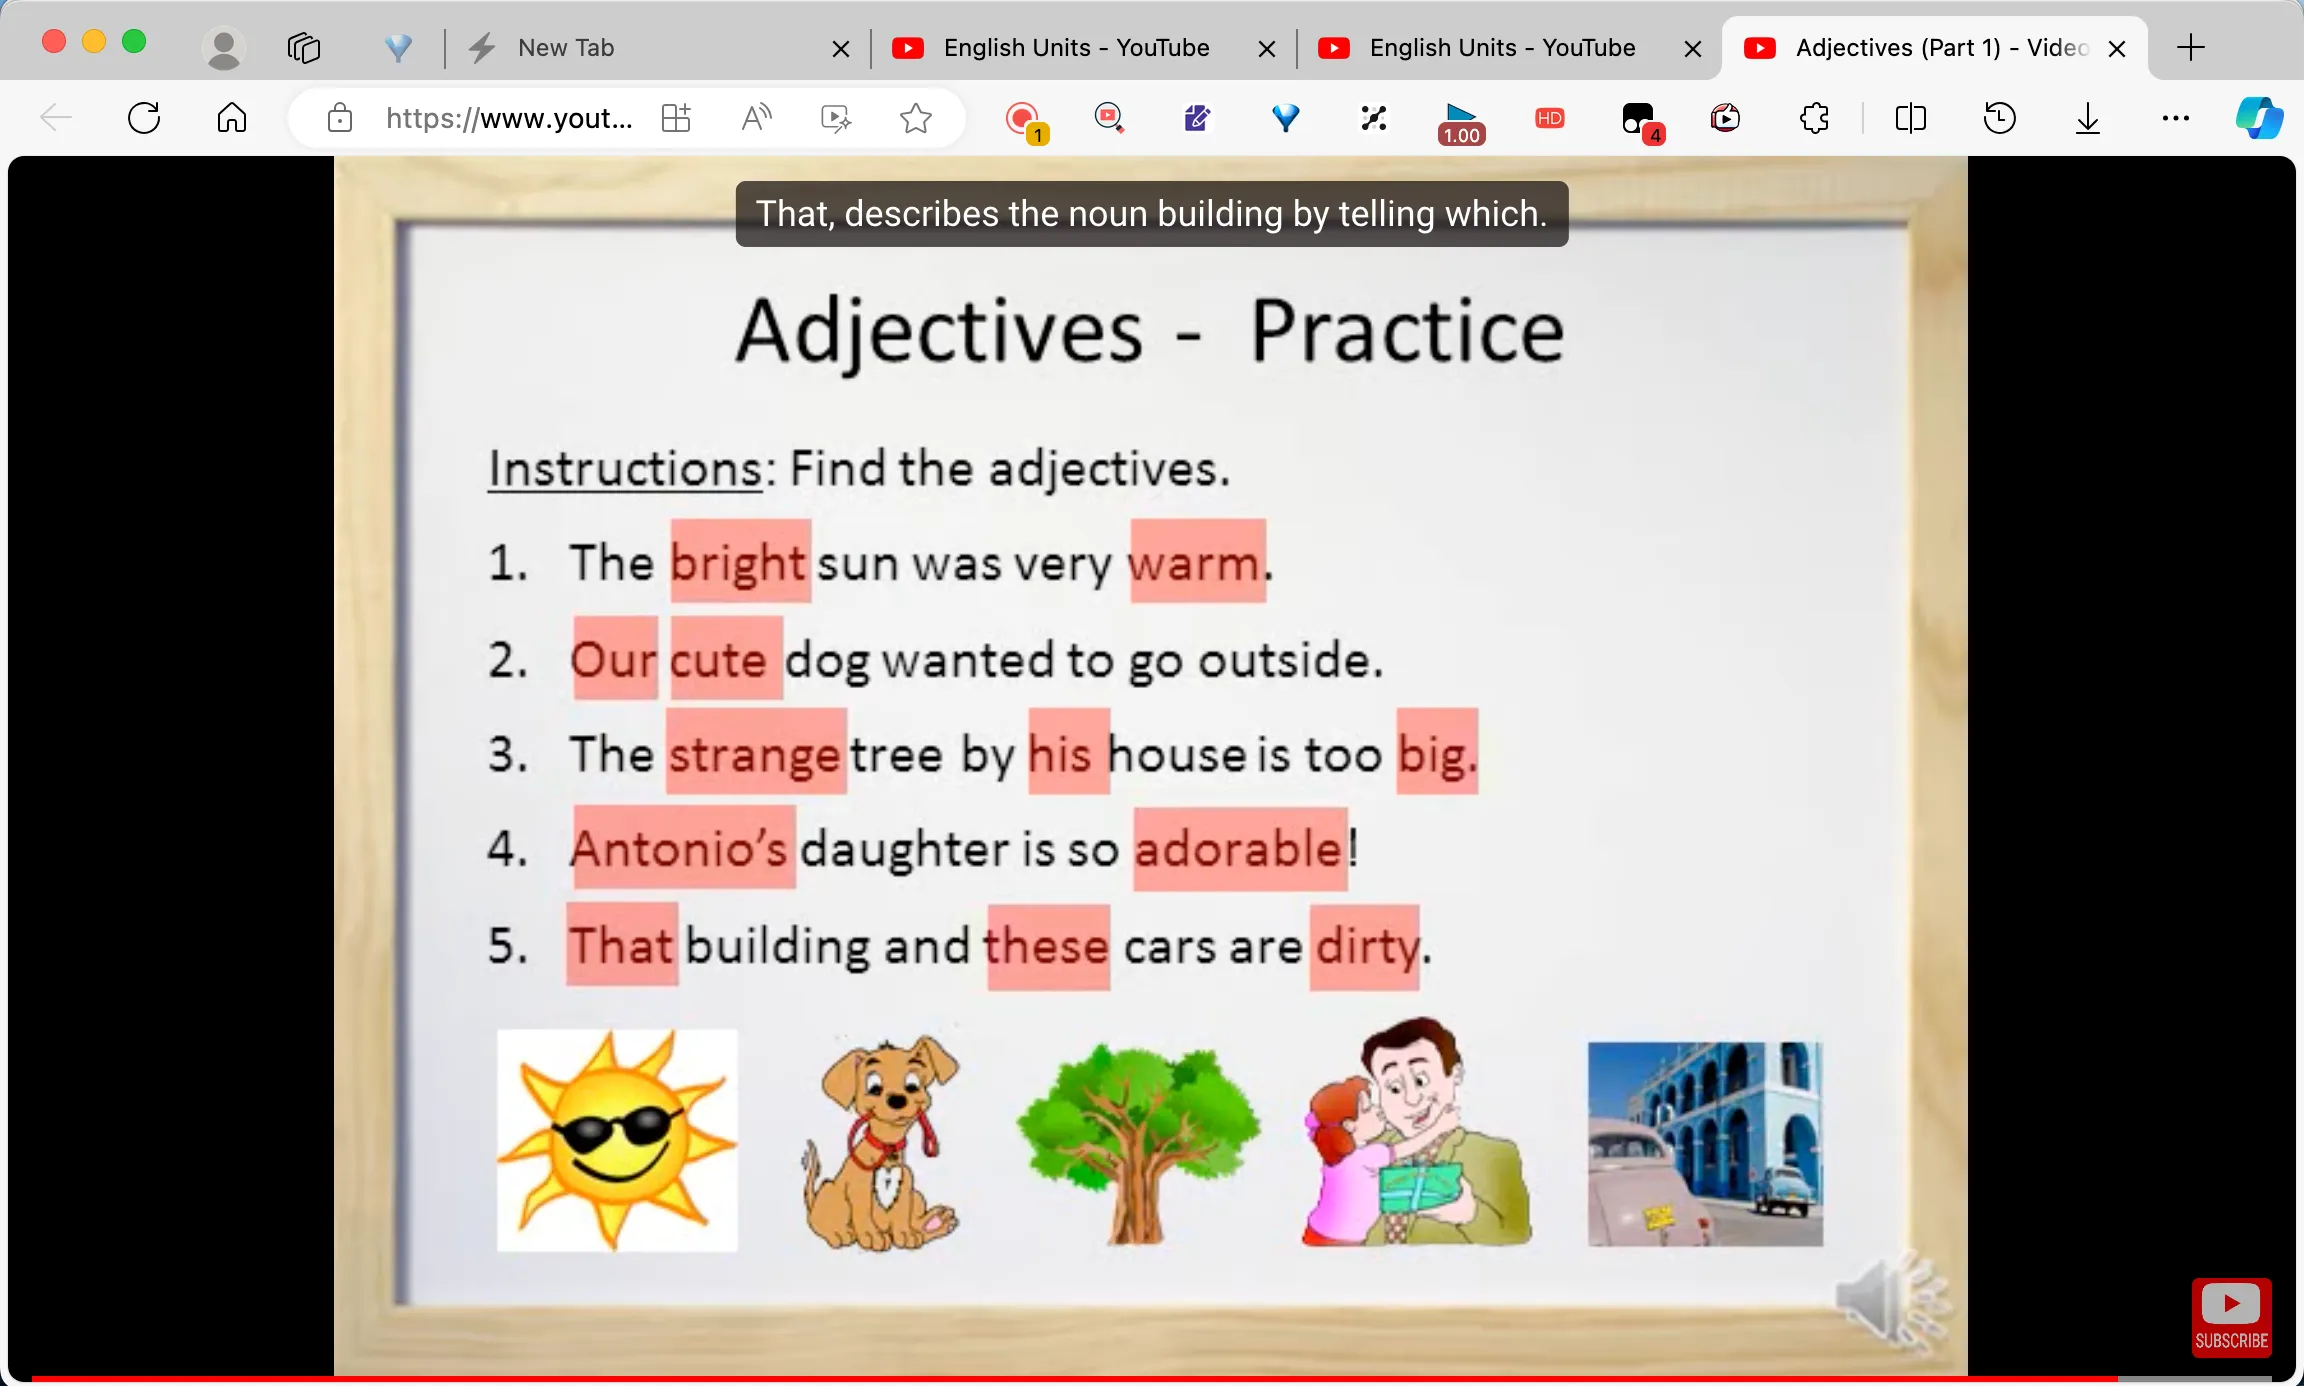 New Tab
English Units - YouTube
English Units - YouTube
Adjectives (Part 1) - Video
https://www.yout...
1
1.00
HD
4
That, describes the noun building by telling which.
Adjectives - Practice
Instructions: Find the adjectives.
1. The bright sun was very warm.
2. Our cute dog wanted to go outside.
3. The strange tree by his house is too big.
4. Antonio's daughter is so adorable!
5. That building and these cars are dirty.
SUBSCRIBE